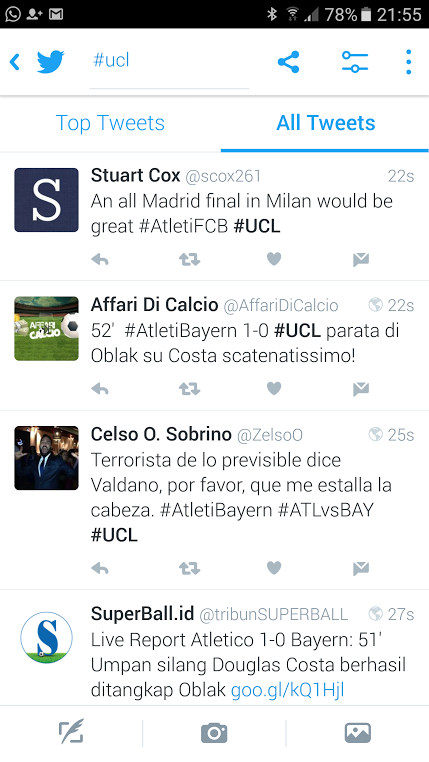 78% 21:55
#ucl
Top Tweets All Tweets
S
Stuart Cox @scox261 22s
An all Madrid final in Milan would be
great #AtletiFCB #UCL
Affari Di Calcio @AffariDiCalcio 22s
AFFARI
CALCIO
52' #AtletiBayern 1-0 #UCL parata di
Oblak su Costa scatenatissimo!
Celso O. Sobrino @ZelsoO 25s
Terrorista de lo previsible dice
Valdano, por favor, que me estalla la
cabeza. #AtletiBayern #ATLvsBAY
#UCL
SuperBall.id @tribunSUPERBALL 27s
S
Live Report Atletico 1-0 Bayern: 51'
Umpan silang Douglas Costa berhasil
ditangkap Oblak goo.gl/kQ1Hjl